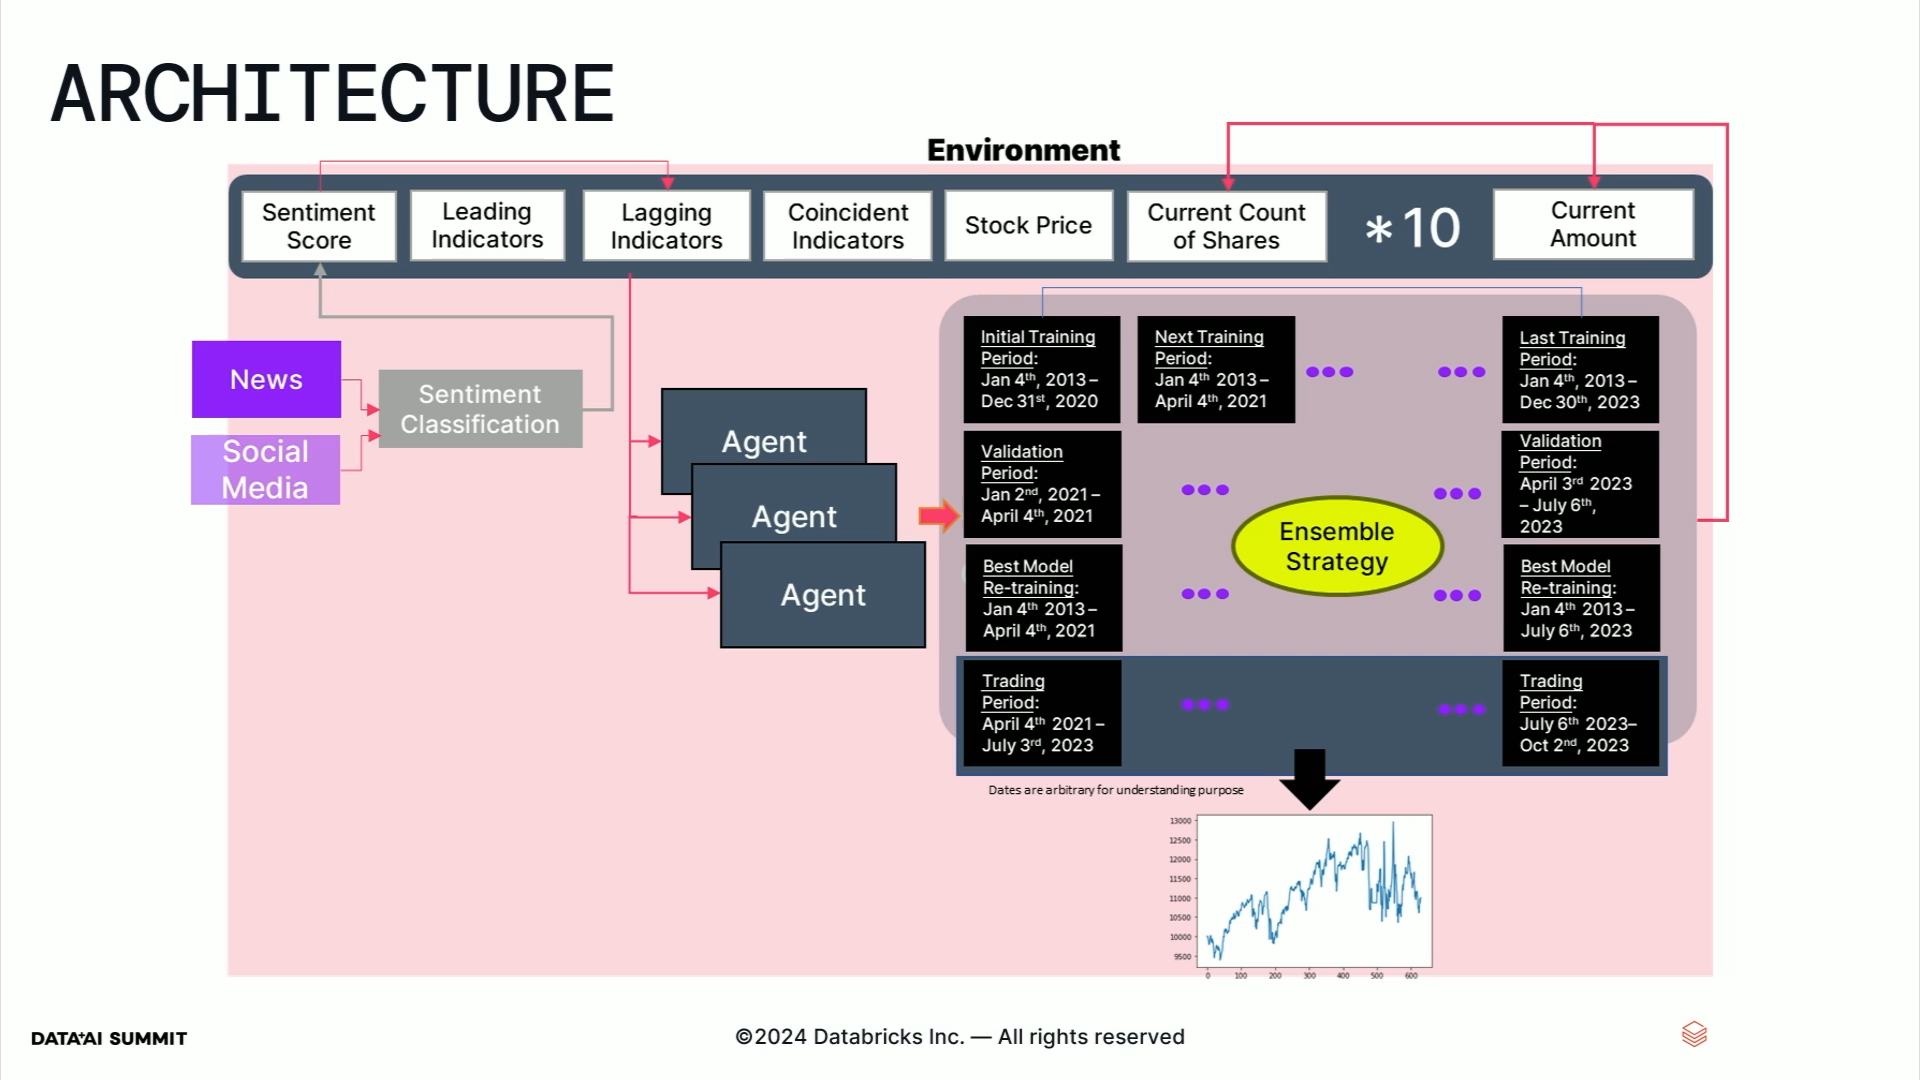 ARCHITECTURE
Environment
Sentiment
Score
Leading
Indicators
Lagging
Indicators
Coincident
Indicators
Stock Price
Current Count
of Shares
*10
Current
Amount
News
Social
Media
Sentiment
Classification
Agent
Agent
Agent
Initial Training
Period:
Jan 4th, 2013–
Dec 31st, 2020
Next Training
Period:
Jan 4th 2013–
April 4th, 2021
Last Training
Period:
Jan 4th, 2013–
Dec 30th, 2023
Validation
Period:
Jan 2nd, 2021–
April 4th, 2021
Validation
Period:
April 3rd 2023
– July 6th,
2023
Ensemble
Strategy
Best Model
Re-training:
Jan 4th 2013–
April 4th, 2021
Best Model
Re-training:
Jan 4th 2013–
July 6th, 2023
Trading
Period:
April 4th 2021–
July 3rd, 2023
Trading
Period:
July 6th 2023–
Oct 2nd, 2023
Dates are arbitrary for understanding purpose
13000
12500
12000
11500
11000
10500
10000
9500
0 100 200 300 400 500 600
DATA+AI SUMMIT
©2024 Databricks Inc. — All rights reserved